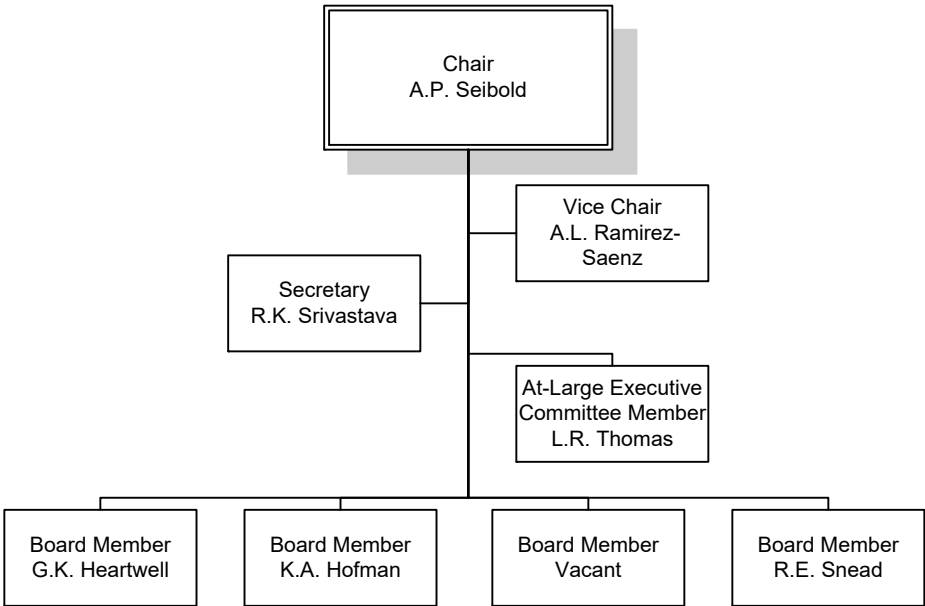 Chair
A.P. Seibold
Vice Chair
A.L. Ramirez-
Saenz
Secretary
R.K. Srivastava
At-Large Executive
Committee Member
L.R. Thomas
Board Member
G.K. Heartwell
Board Member
K.A. Hofman
Board Member
Vacant
Board Member
R.E. Snead